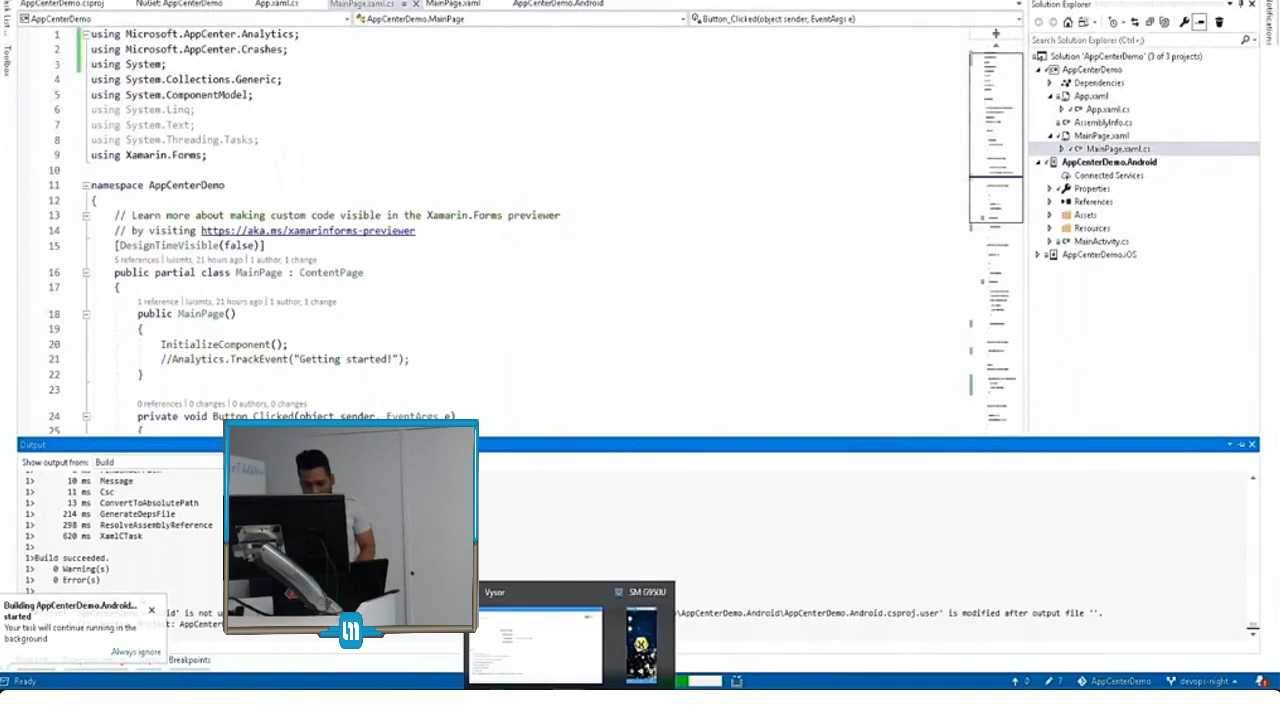 AppCenterDemo.csproj
NuGet: AppCenterDemo
App.xaml.cs
MainPage.xaml.cs
MainPage.xaml
AppCenterDemo.Android
AppCenterDemo
AppCenterDemo.MainPage
Button_Clicked(object sender, EventArgs e)
1 using Microsoft.AppCenter.Analytics;
2 using Microsoft.AppCenter.Crashes;
3 using System;
4 using System.Collections.Generic;
5 using System.ComponentModel;
6 using System.Linq;
7 using System.Text;
8 using System.Threading.Tasks;
9 using Xamarin.Forms;
10
11 namespace AppCenterDemo
12 {
13 // Learn more about making custom code visible in the Xamarin.Forms previewer
14 // by visiting https://aka.ms/xamarinforms-previewer
15 [DesignTimeVisible(false)]
5 references | luismts, 21 hours ago | 1 author, 1 change
16 public partial class MainPage : ContentPage
17 {
1 reference | luismts, 21 hours ago | 1 author, 1 change
18 public MainPage()
19 {
20 InitializeComponent();
21 //Analytics.TrackEvent("Getting started!");
22 }
23
0 references | 0 changes | 0 authors, 0 changes
24 private void Button_Clicked(object sender, EventArgs e)
25 {
Solution Explorer
Search Solution Explorer (Ctrl+;)
Solution 'AppCenterDemo' (3 of 3 projects)
AppCenterDemo
Dependencies
App.xaml
App.xaml.cs
AssemblyInfo.cs
MainPage.xaml
MainPage.xaml.cs
AppCenterDemo.Android
Connected Services
Properties
References
Assets
Resources
MainActivity.cs
AppCenterDemo.iOS
Notifications
Toolbox
Output
Show output from: Build
1> 10 ms Message
1> 11 ms Csc
1> 13 ms ConvertToAbsolutePath
1> 214 ms GenerateDepsFile
1> 298 ms ResolveAssemblyReference
1> 620 ms XamlCTask
1>
1>Build succeeded.
1> 0 Warning(s)
1> 0 Error(s)
1>
' is not up
\AppCenterDemo.Android\AppCenterDemo.Android.csproj.user' is modified after output file ''.
Project: AppCen
Building AppCenterDemo.Android... started
Your task will continue running in the background.
Always ignore
Breakpoints
Vysor
SM G950U
Ready
0
7
AppCenterDemo
devops-night
1